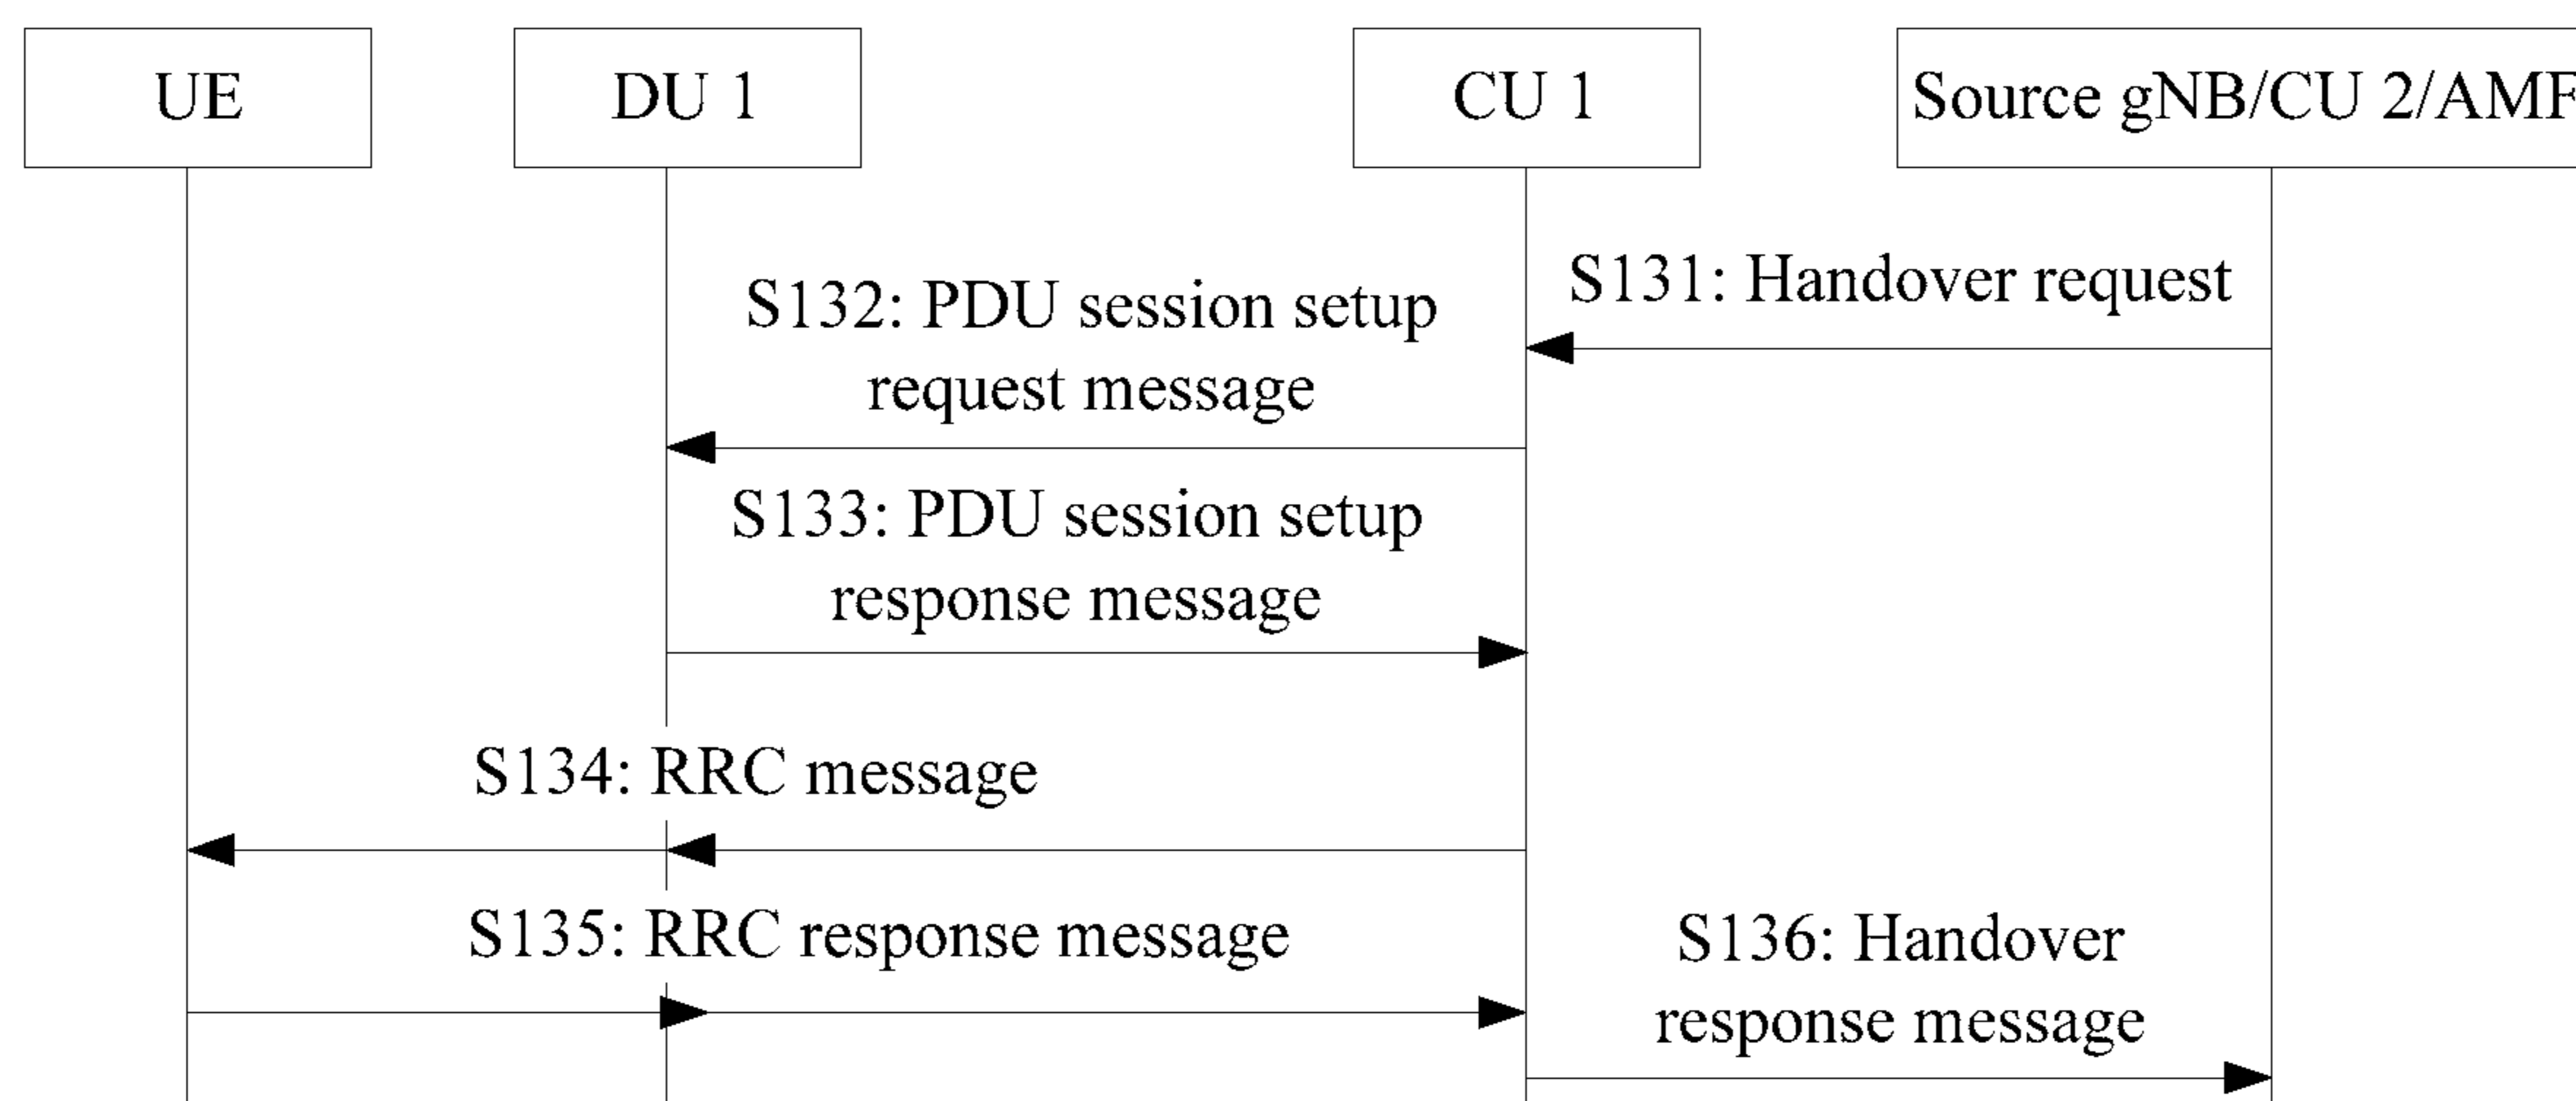 UE
DU 1
CU 1
Source gNB/CU 2/AMF
S131: Handover request
S132: PDU session setup
request message
S133: PDU session setup
response message
S134: RRC message
S135: RRC response message
S136: Handover
response message